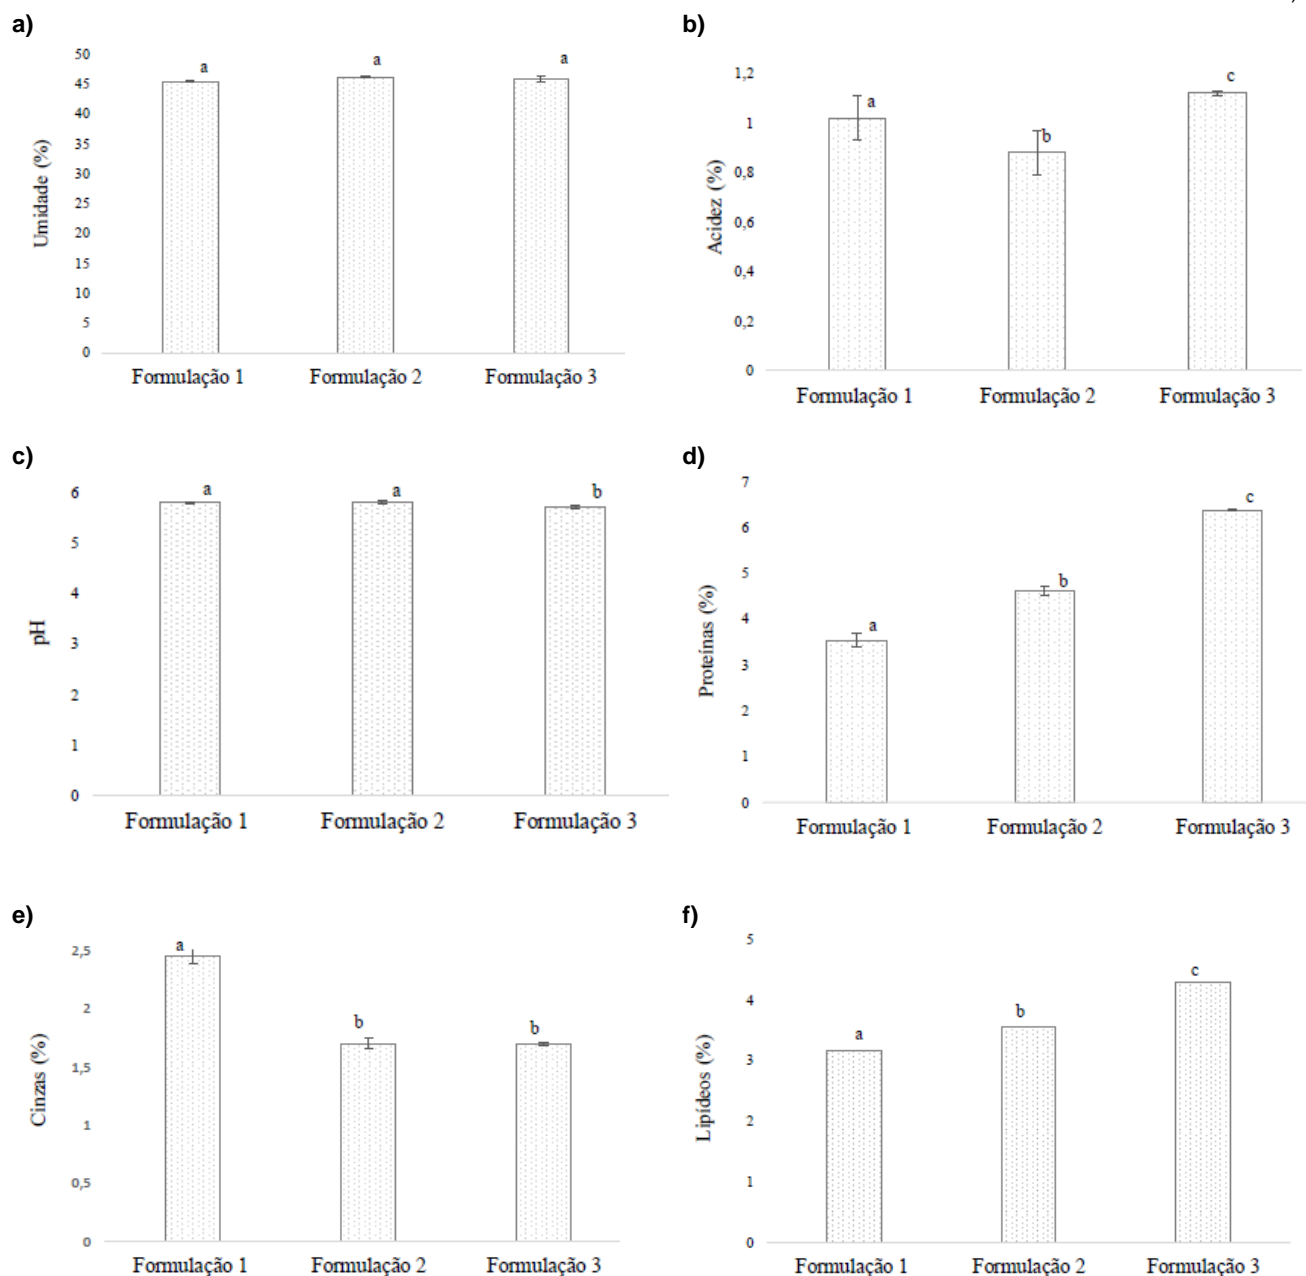 a)
50
45
40
35
30
25
20
15
10
5
0
Umidade (%)
a
a
a
Formulação 1
Formulação 2
Formulação 3
b)
1,2
1
0,8
0,6
0,4
0,2
0
Acidez (%)
a
b
c
Formulação 1
Formulação 2
Formulação 3
c)
6
5
4
3
2
1
0
pH
a
a
b
Formulação 1
Formulação 2
Formulação 3
d)
7
6
5
4
3
2
1
0
Proteínas (%)
a
b
c
Formulação 1
Formulação 2
Formulação 3
e)
2,5
2
1,5
1
0,5
0
Cinzas (%)
a
b
b
Formulação 1
Formulação 2
Formulação 3
f)
5
4
3
2
1
0
Lipídeos (%)
a
b
c
Formulação 1
Formulação 2
Formulação 3